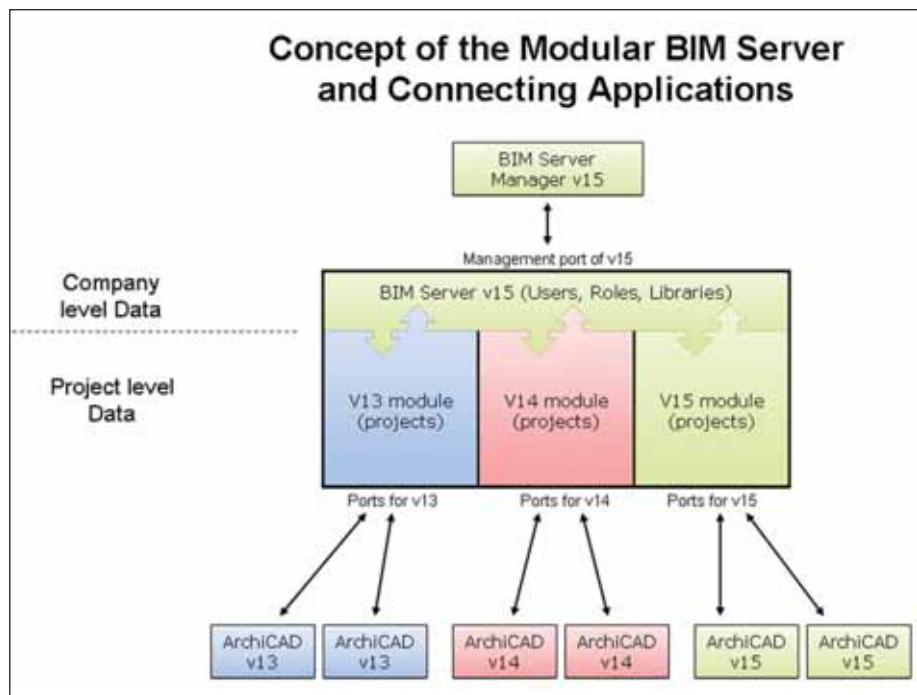 Concept of the Modular BIM Server
and Connecting Applications
BIM Server
Manager v15
Management port of v15
Company
level Data
BIM Server v15 (Users, Roles, Libraries)
Project level
Data
V13 module
(projects)
V14 module
(projects)
V15 module
(projects)
Ports for v13
Ports for v14
Ports for v15
ArchiCAD
v13
ArchiCAD
v13
ArchiCAD
v14
ArchiCAD
v14
ArchiCAD
v15
ArchiCAD
v15